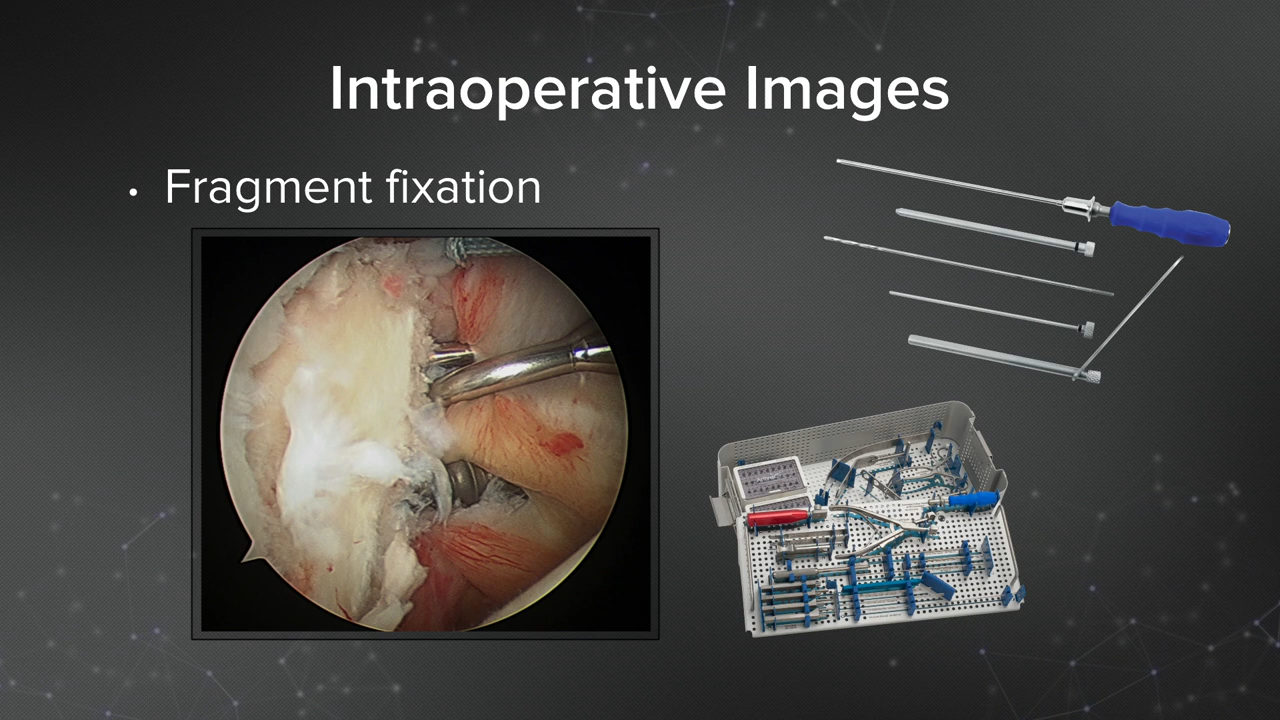 Intraoperative Images
• Fragment fixation